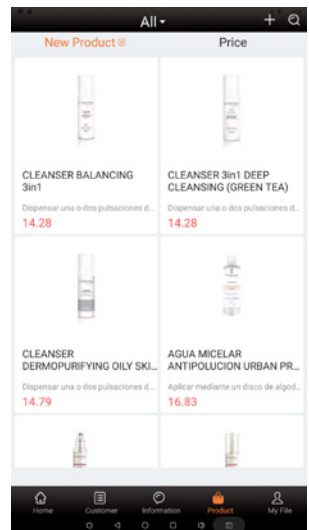 All
New Product
Price
CLEANSER BALANCING
3in1
Dispensar una o dos pulsaciones d...
14.28
CLEANSER 3in1 DEEP
CLEANSING (GREEN TEA)
Dispensar una o dos pulsaciones d...
14.28
CLEANSER
DERMOPURIFYING OILY SKI...
Dispensar una o dos pulsaciones d...
14.79
AGUA MICELAR
ANTIPOLUCION URBAN PR...
Aplicar mediante un disco de algod...
16.83
Home
Customer
Information
Product
My File